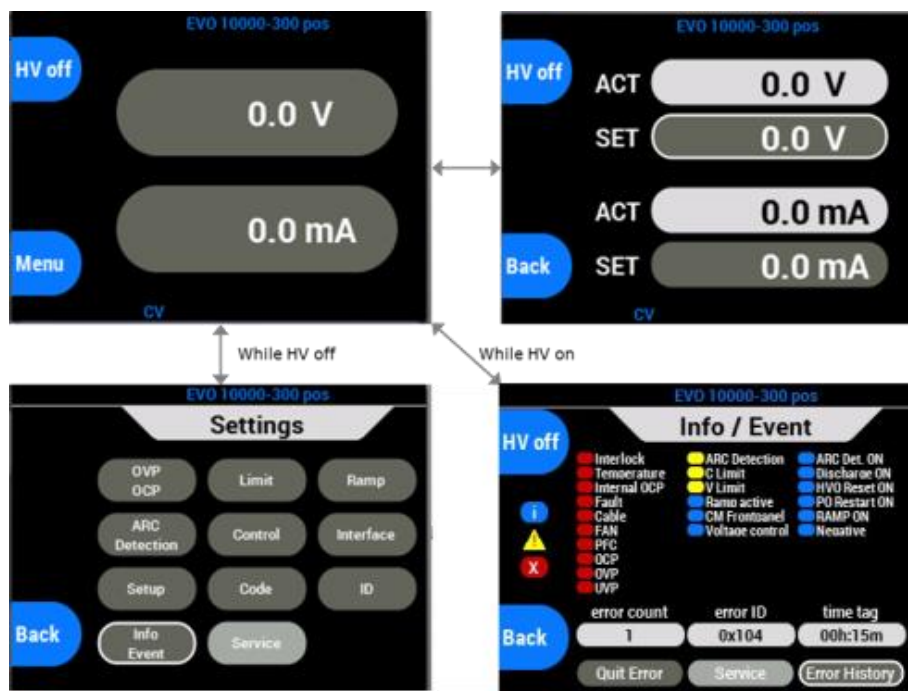 EVO 10000-300 pos
HV off
0.0 V
0.0 mA
Menu
CV
EVO 10000-300 pos
HV off
ACT 0.0 V
SET 0.0 V
ACT 0.0 mA
Back SET 0.0 mA
CV
While HV off
While HV on
EVO 10000-300 pos
Settings
OVP
OCP
Limit
Ramp
ARC
Detection
Control
Interface
Setup
Code
ID
Back
Info
Event
Service
EVO 10000-300 pos
Info / Event
HV off
Interlock
Temperature
Internal OCP
Fault
Cable
FAN
PFC
OCP
OVP
UVP
ARC Detection
C Limit
V Limit
Ramp active
CM Frontpanel
Voltage control
ARC Det. ON
Discharge ON
HVO Reset ON
PO Restart ON
RAMP ON
Negative
i
X
error count error ID time tag
Back 1 0x104 00h:15m
Quit Error Service Error History